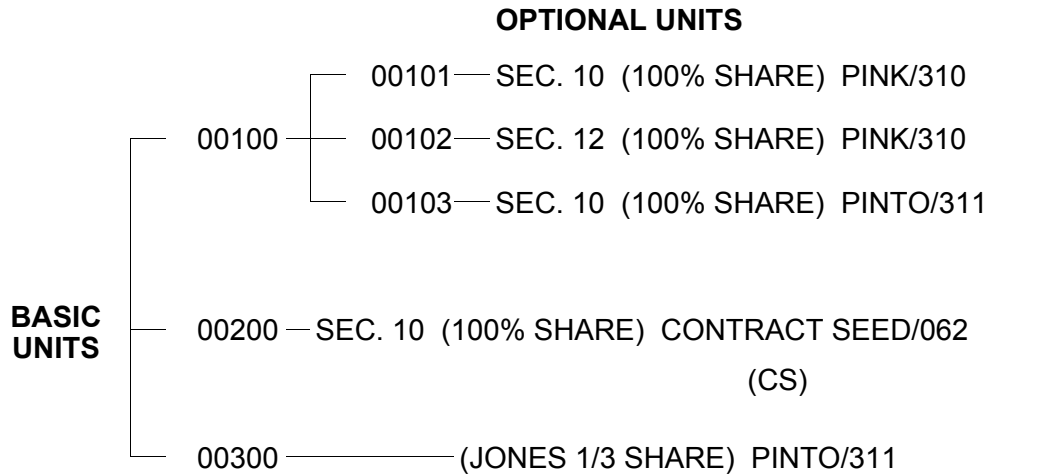 OPTIONAL UNITS
00101 SEC. 10 (100% SHARE) PINK/310
00100 00102 SEC. 12 (100% SHARE) PINK/310
00103 SEC. 10 (100% SHARE) PINTO/311
BASIC UNITS
00200 SEC. 10 (100% SHARE) CONTRACT SEED/062
(CS)
00300 (JONES 1/3 SHARE) PINTO/311